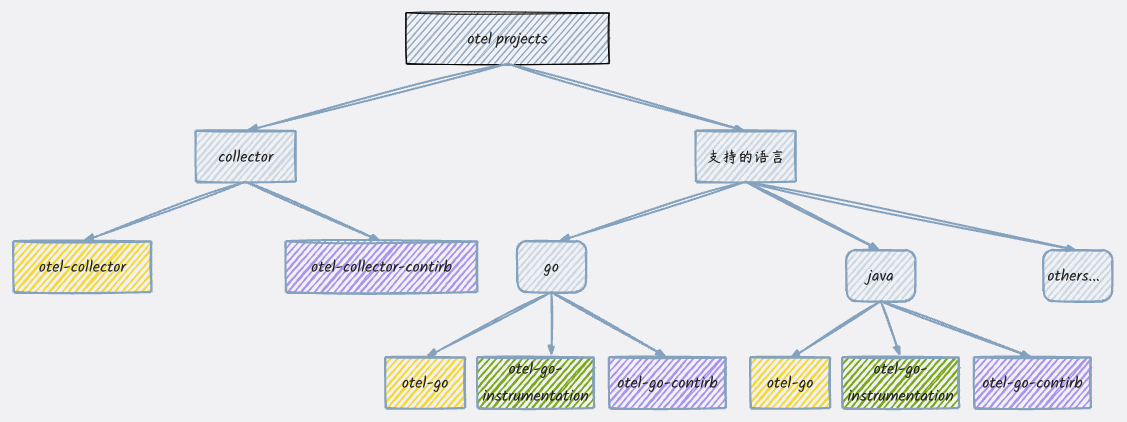 otel projects
collector
支持的语言
otel-collector
otel-collector-contirb
go
java
others...
otel-go
otel-go-
instrumentation
otel-go-contirb
otel-go
otel-go-
instrumentation
otel-go-contirb